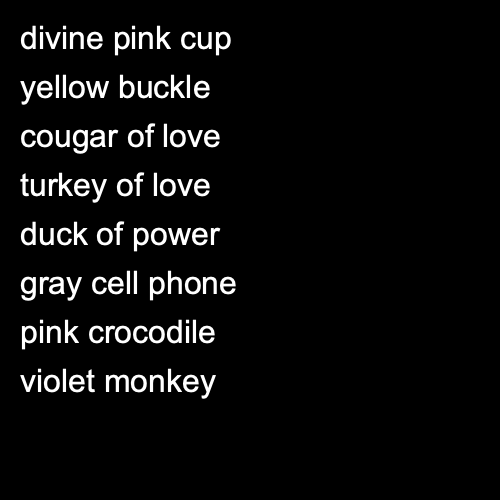 divine pink cup
yellow buckle
cougar of love
turkey of love
duck of power
gray cell phone
pink crocodile
violet monkey